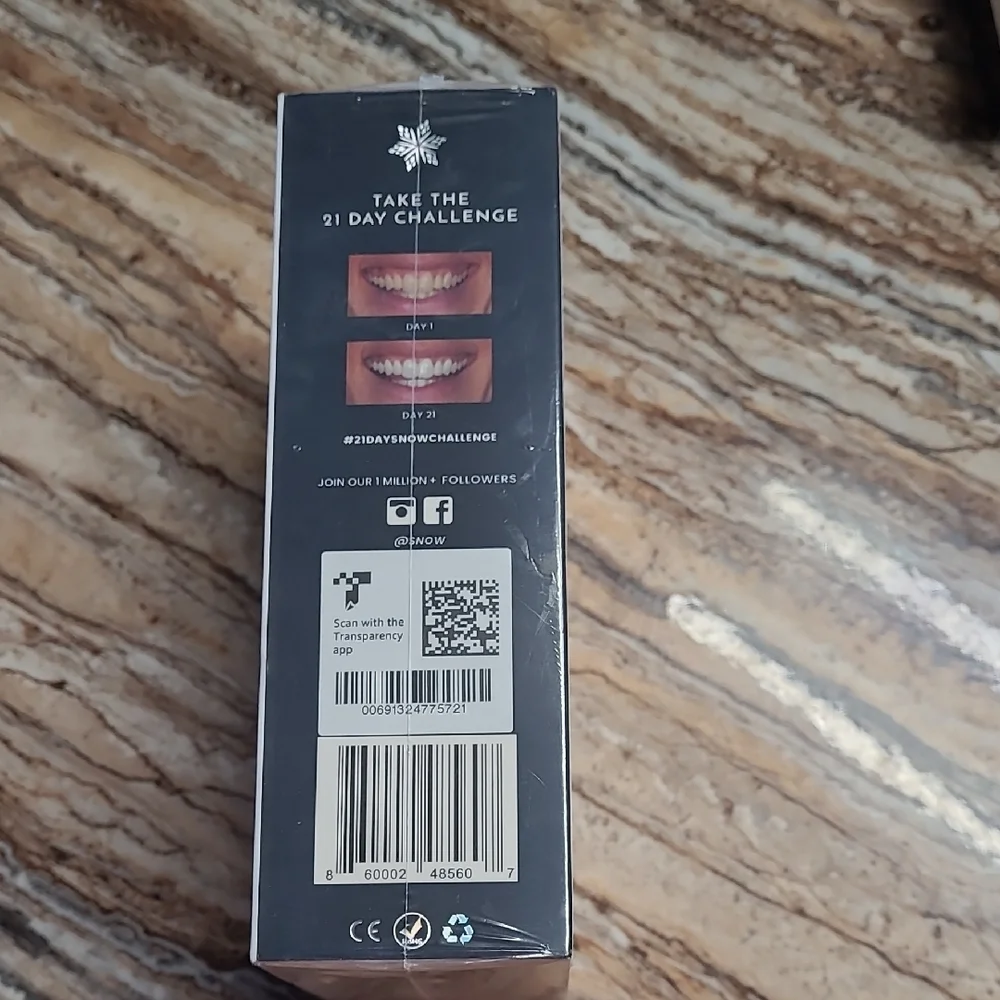 TAKE THE
21 DAY CHALLENGE
DAY 1
DAY 21
#21DAYSNOWCHALLENGE
JOIN OUR 1 MILLION+ FOLLOWERS
@SNOW
Scan with the
Transparency
app
00691324775721
8 60002 48560 7
CE